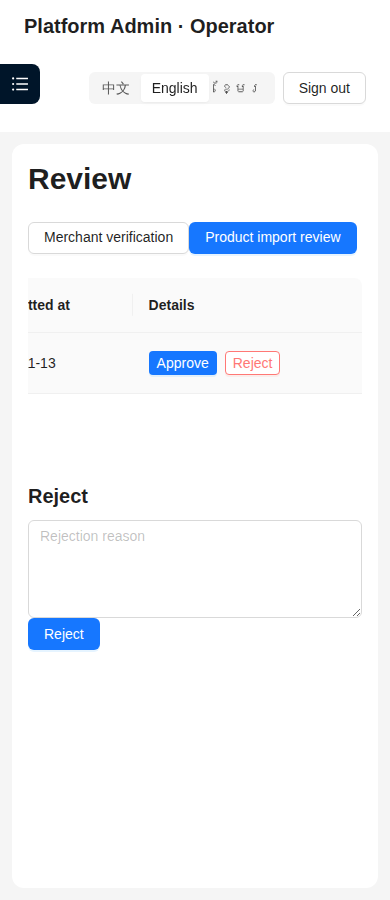 Platform Admin · Operator
中文 English ខ្មែរ Sign out
Review
Merchant verification Product import review
tted at Details
1-13 Approve Reject
Reject
Rejection reason
Reject